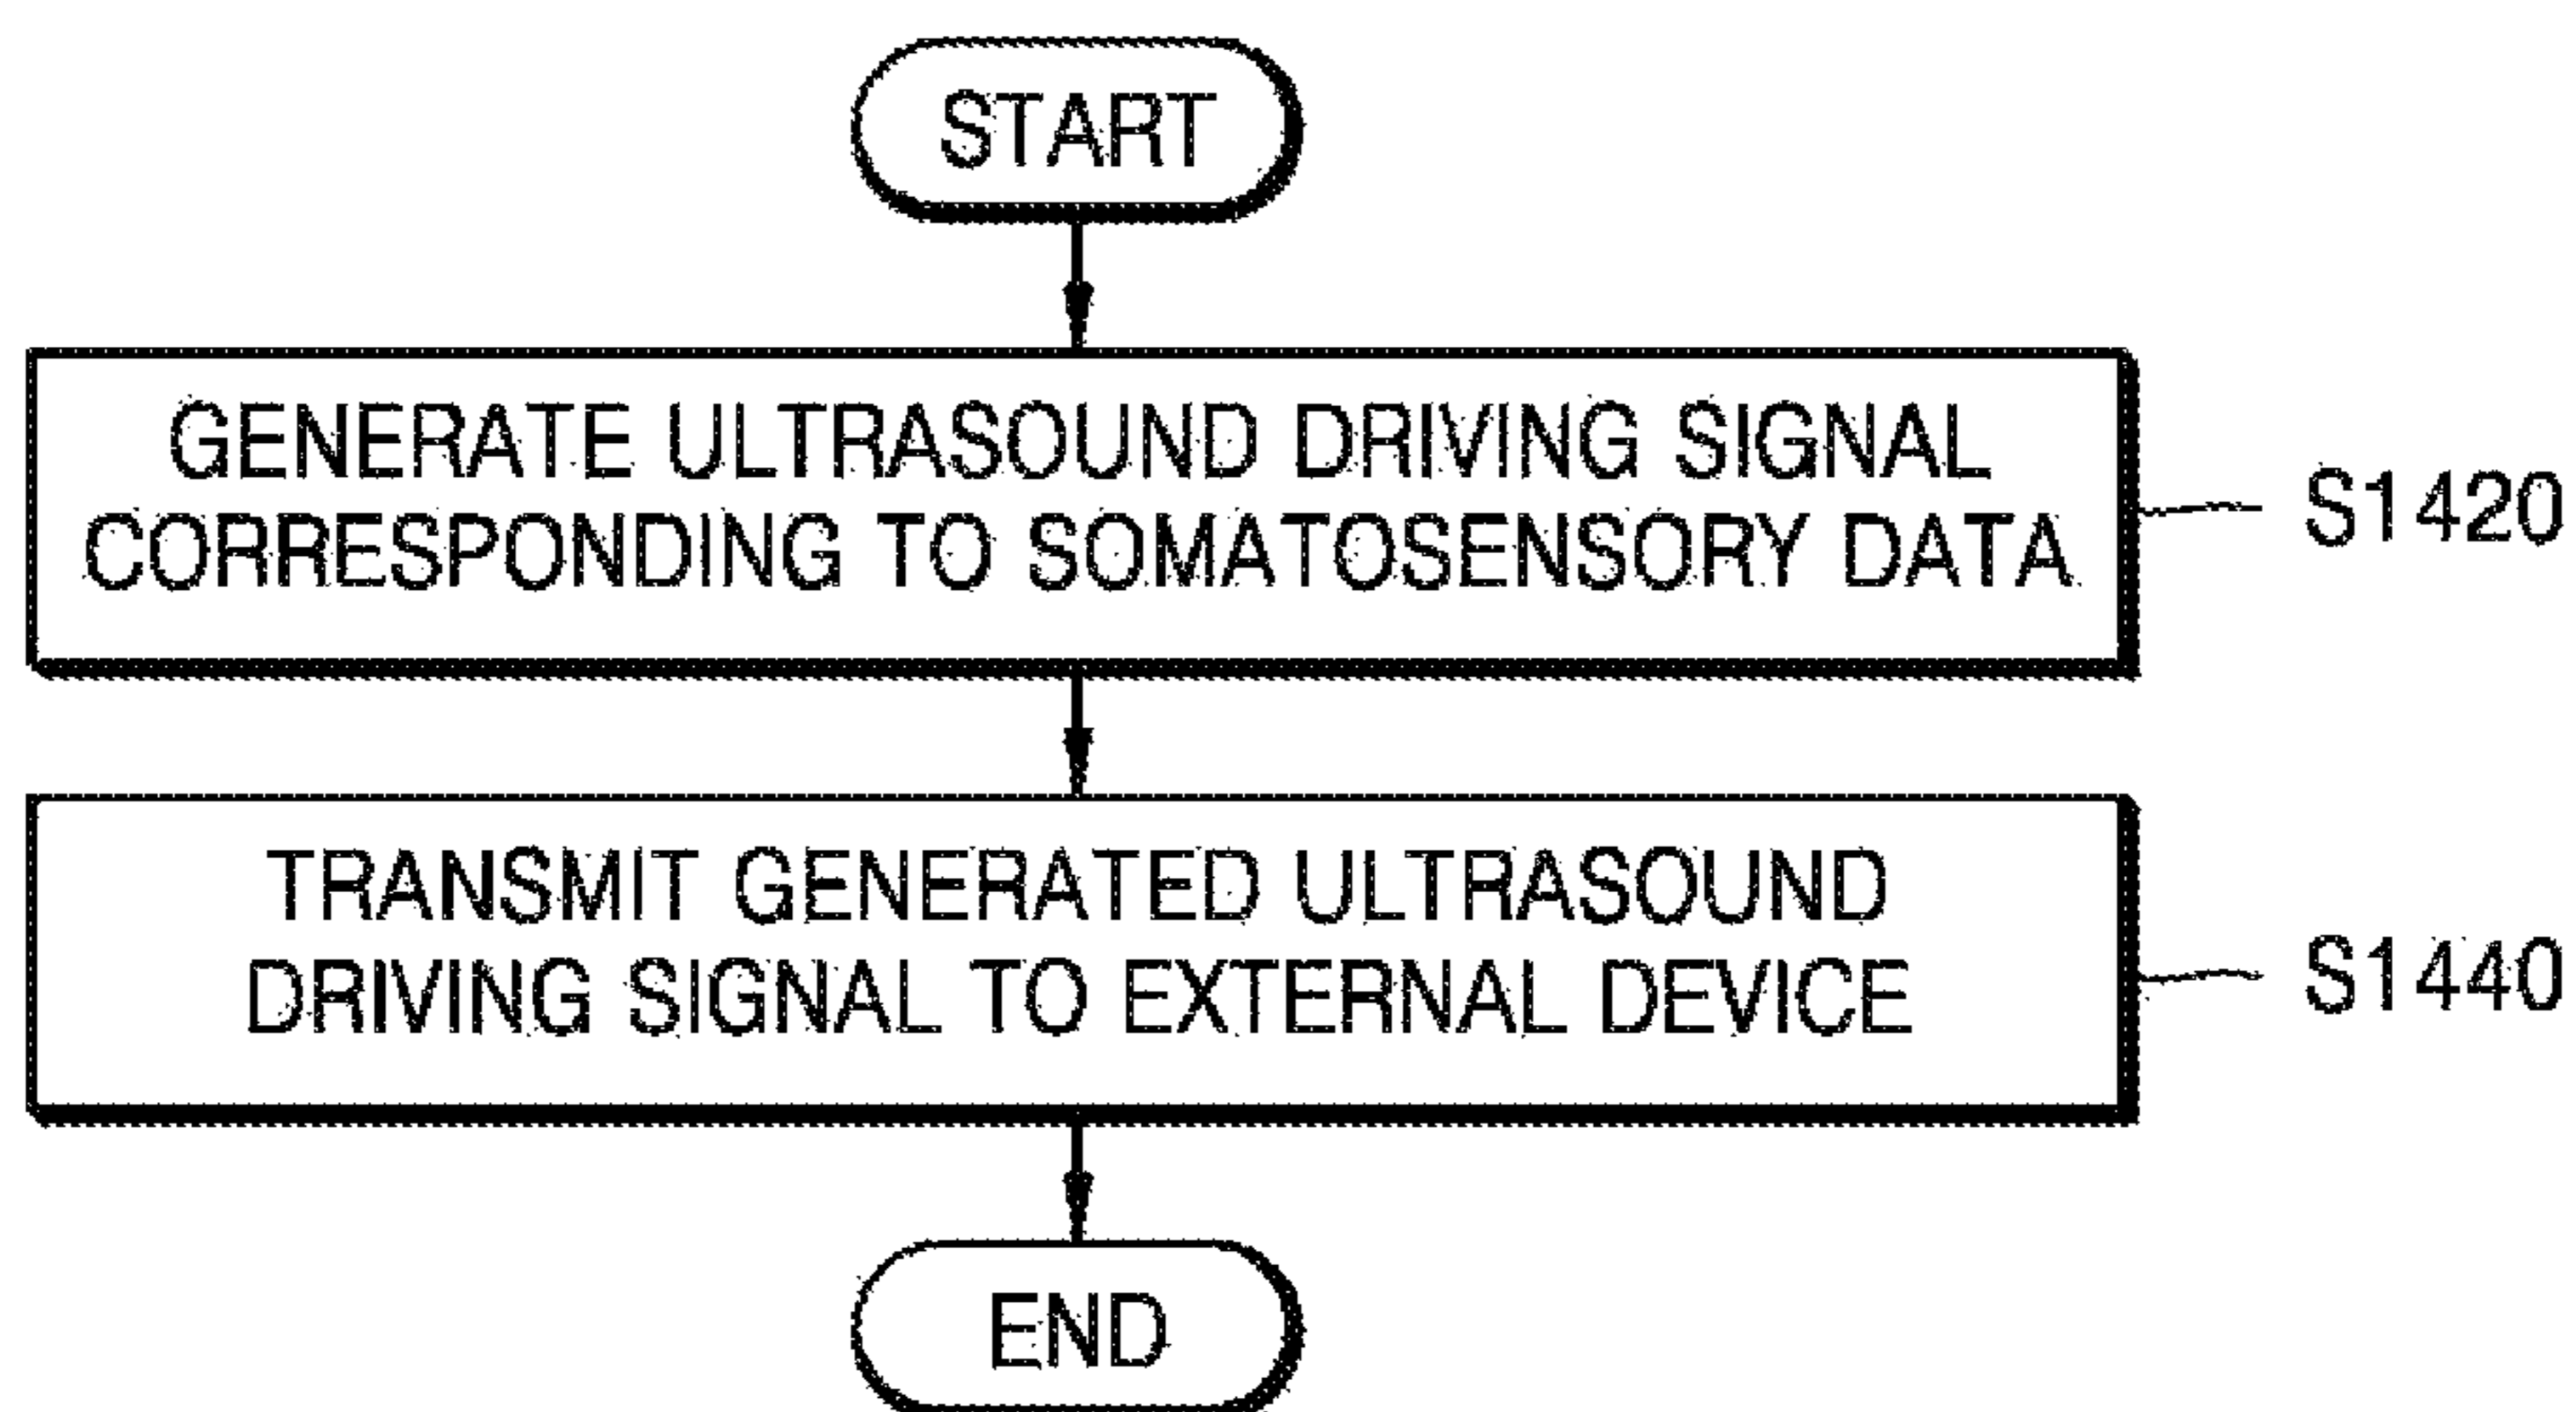 START
GENERATE ULTRASOUND DRIVING SIGNAL
CORRESPONDING TO SOMATOSENSORY DATA
S1420
TRANSMIT GENERATED ULTRASOUND
DRIVING SIGNAL TO EXTERNAL DEVICE
S1440
END